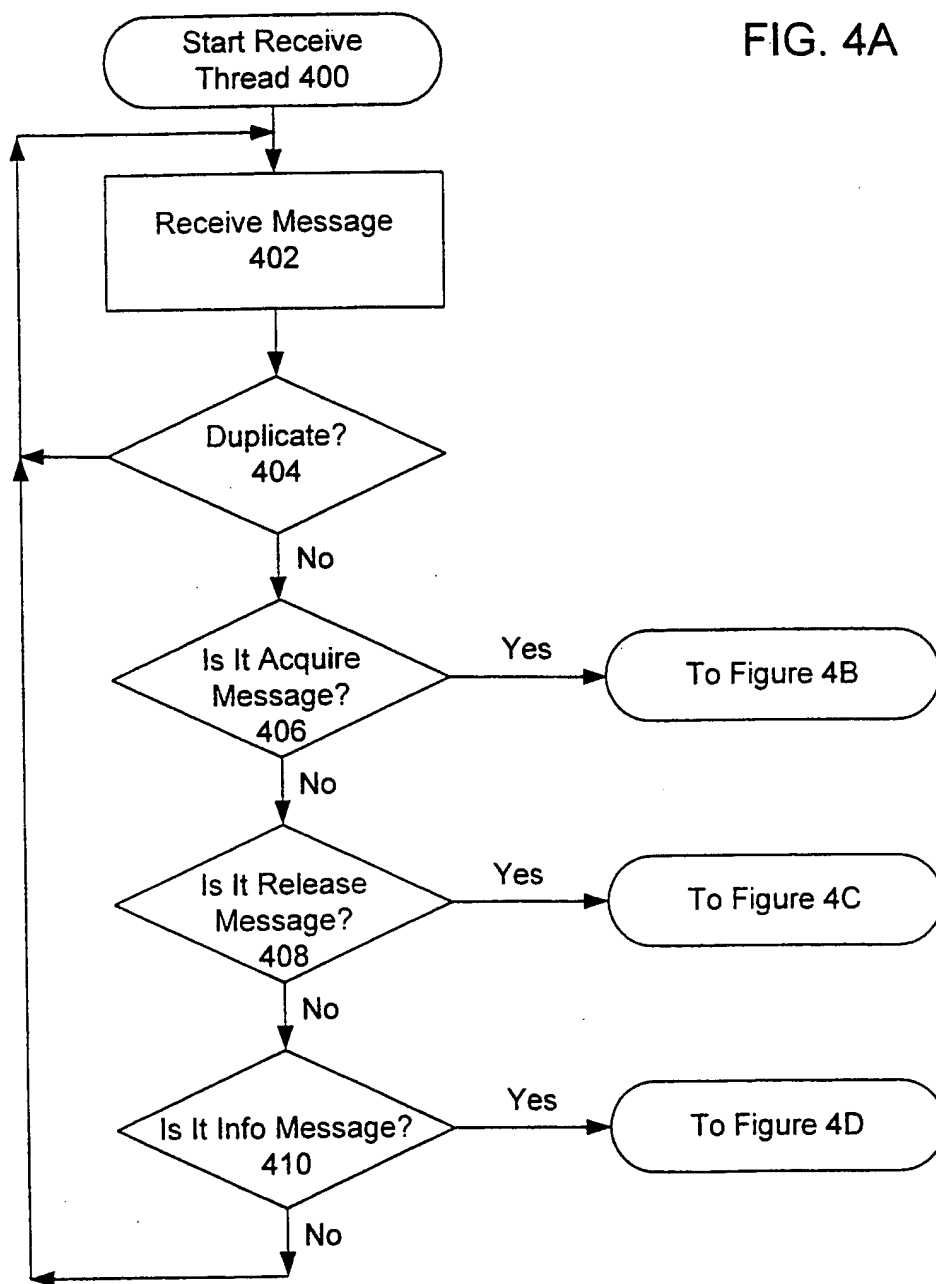 FIG. 4A
Start Receive
Thread 400
Receive Message
402
Duplicate?
404
No
Is It Acquire
Message?
406
Yes
To Figure 4B
No
Is It Release
Message?
408
Yes
To Figure 4C
No
Is It Info Message?
410
Yes
To Figure 4D
No